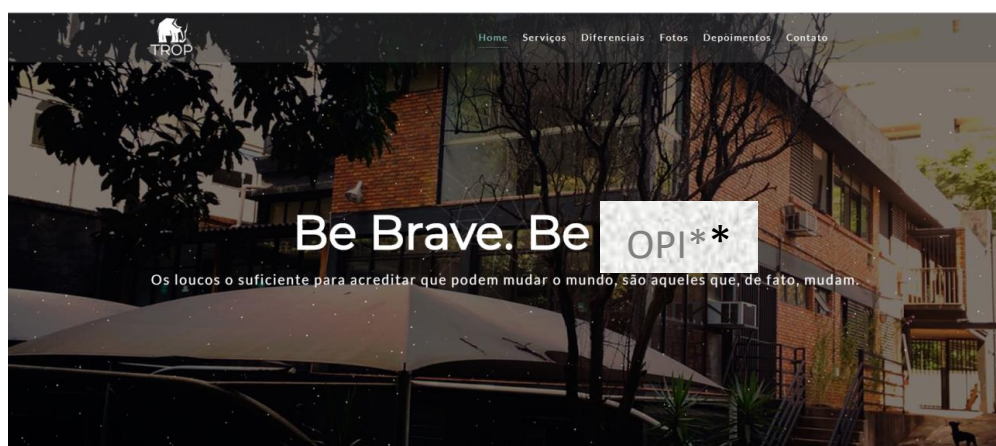 TROP
Home Serviços Diferenciais Fotos Depoimentos Contato
Be Brave. Be OPI**
Os loucos o suficiente para acreditar que podem mudar o mundo, são aqueles que, de fato, mudam.